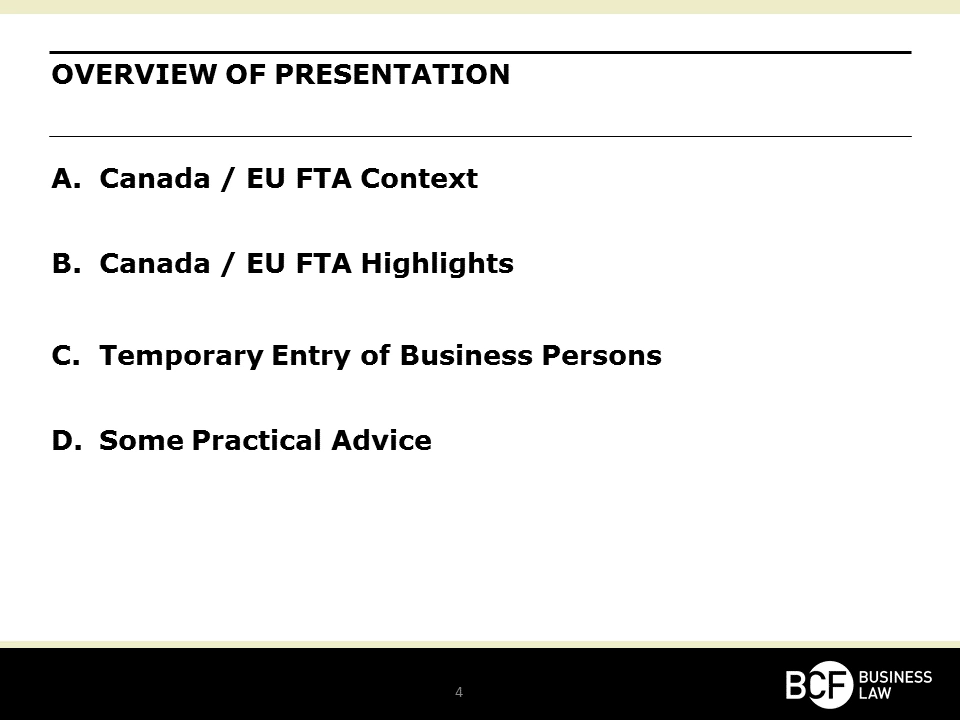 OVERVIEW OF PRESENTATION
A. Canada / EU FTA Context
B. Canada / EU FTA Highlights
C. Temporary Entry of Business Persons
D. Some Practical Advice
4
BCF BUSINESS
LAW